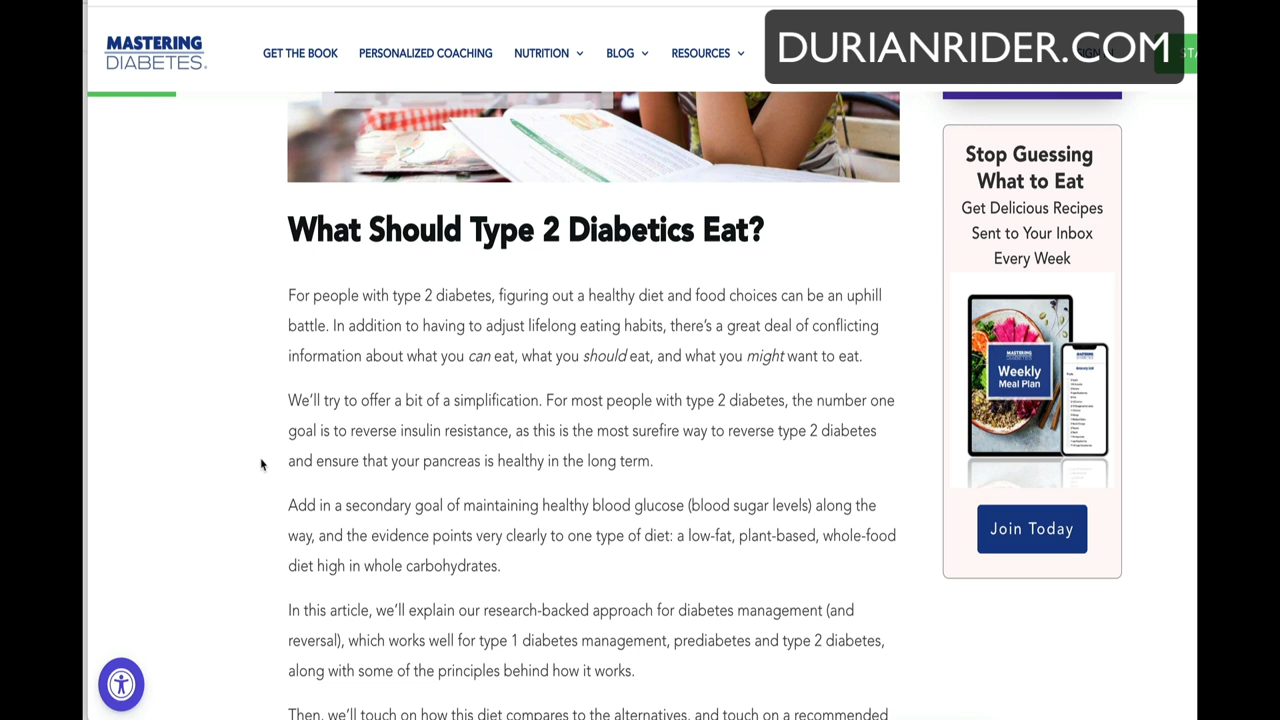 MASTERING
DIABETES®
GET THE BOOK
PERSONALIZED COACHING
NUTRITION
BLOG
RESOURCES
DURIANRIDER.COM
STA
What Should Type 2 Diabetics Eat?
For people with type 2 diabetes, figuring out a healthy diet and food choices can be an uphill
battle. In addition to having to adjust lifelong eating habits, there's a great deal of conflicting
information about what you can eat, what you should eat, and what you might want to eat.
We'll try to offer a bit of a simplification. For most people with type 2 diabetes, the number one
goal is to reverse insulin resistance, as this is the most surefire way to reverse type 2 diabetes
and ensure that your pancreas is healthy in the long term.
Add in a secondary goal of maintaining healthy blood glucose (blood sugar levels) along the
way, and the evidence points very clearly to one type of diet: a low-fat, plant-based, whole-food
diet high in whole carbohydrates.
In this article, we'll explain our research-backed approach for diabetes management (and
reversal), which works well for type 1 diabetes management, prediabetes and type 2 diabetes,
along with some of the principles behind how it works.
Then, we'll touch on how this diet compares to the alternatives, and touch on a recommended
Stop Guessing
What to Eat
Get Delicious Recipes
Sent to Your Inbox
Every Week
MASTERING
DIABETES
Weekly
Meal Plan
Join Today